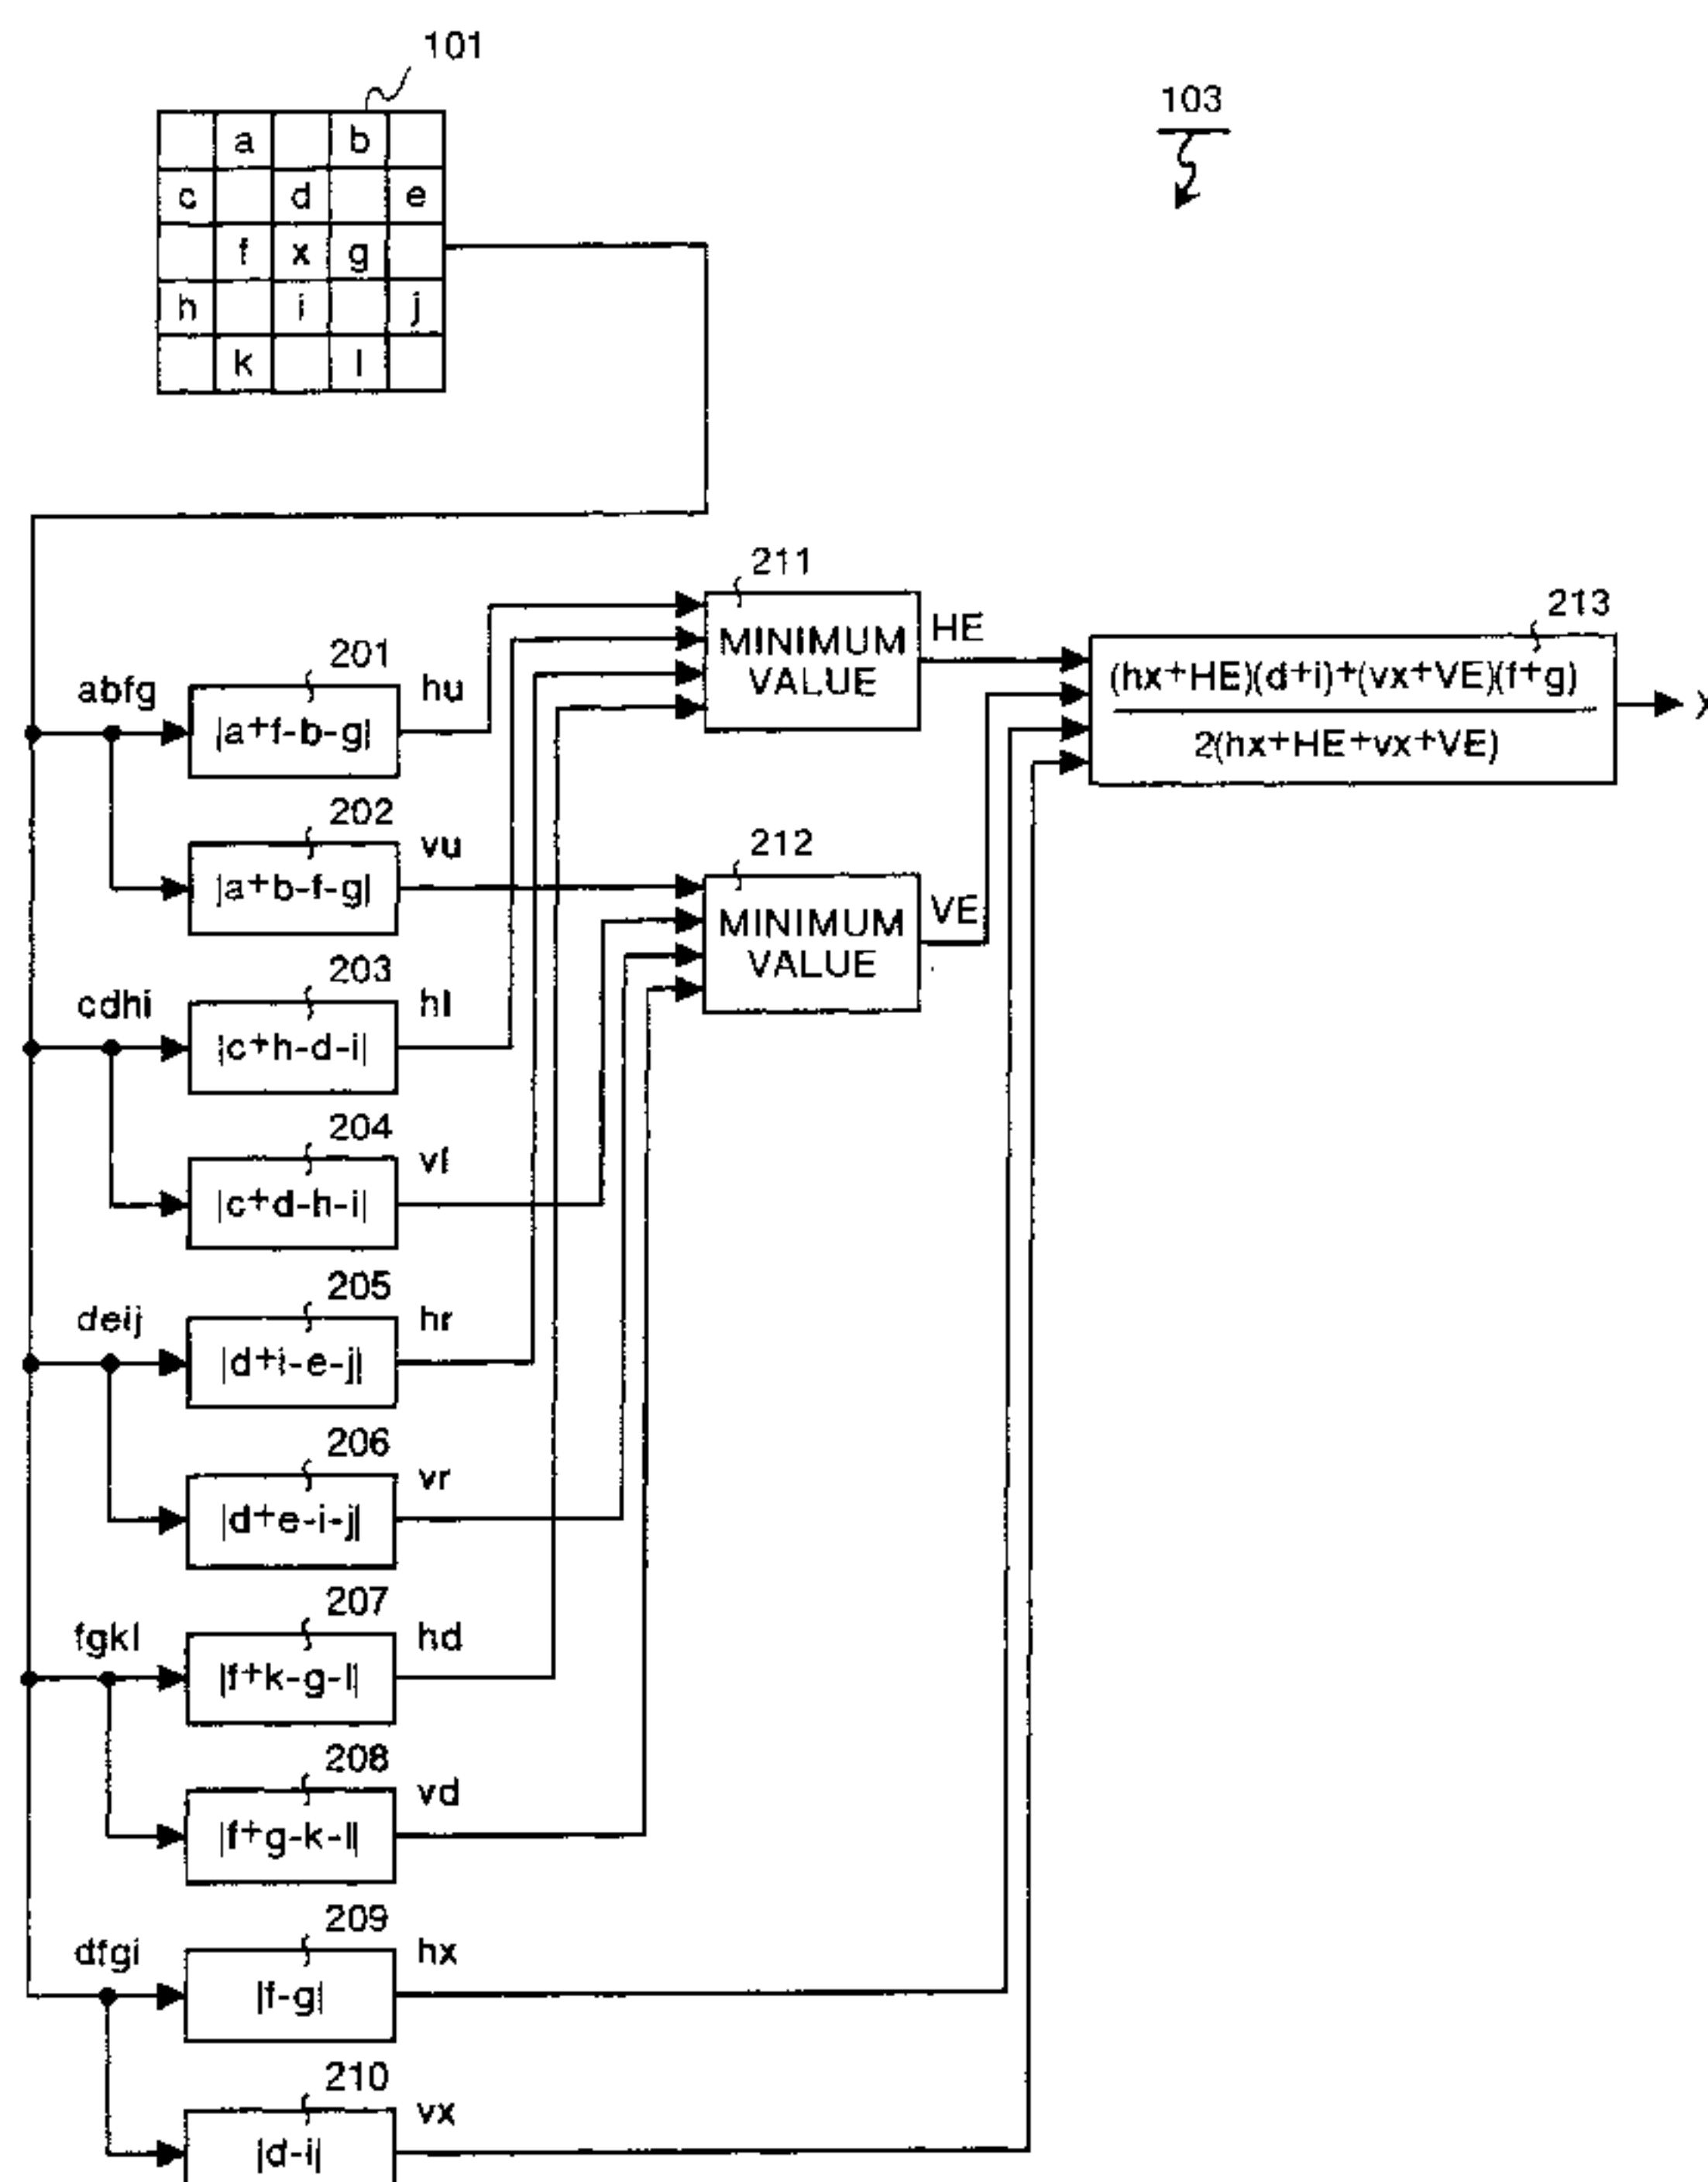 101
103
a b
c d e
f x g
h i j
k l
211
MINIMUM
VALUE
HE
213
(hx+HE)(d+i)+(vx+VE)(f+g)
2(hx+HE+vx+VE)
201
abfg
|a+f-b-g|
hu
202
|a+b-f-g|
vu
212
MINIMUM
VALUE
VE
203
cdhi
|c+h-d-i|
hl
204
|c+d-h-i|
vl
205
deij
|d+i-e-j|
hr
206
|d+e-i-j|
vr
207
fgkl
|f+k-g-l|
hd
208
|f+g-k-l|
vd
209
dfgi
|f-g|
hx
210
|d-i|
vx